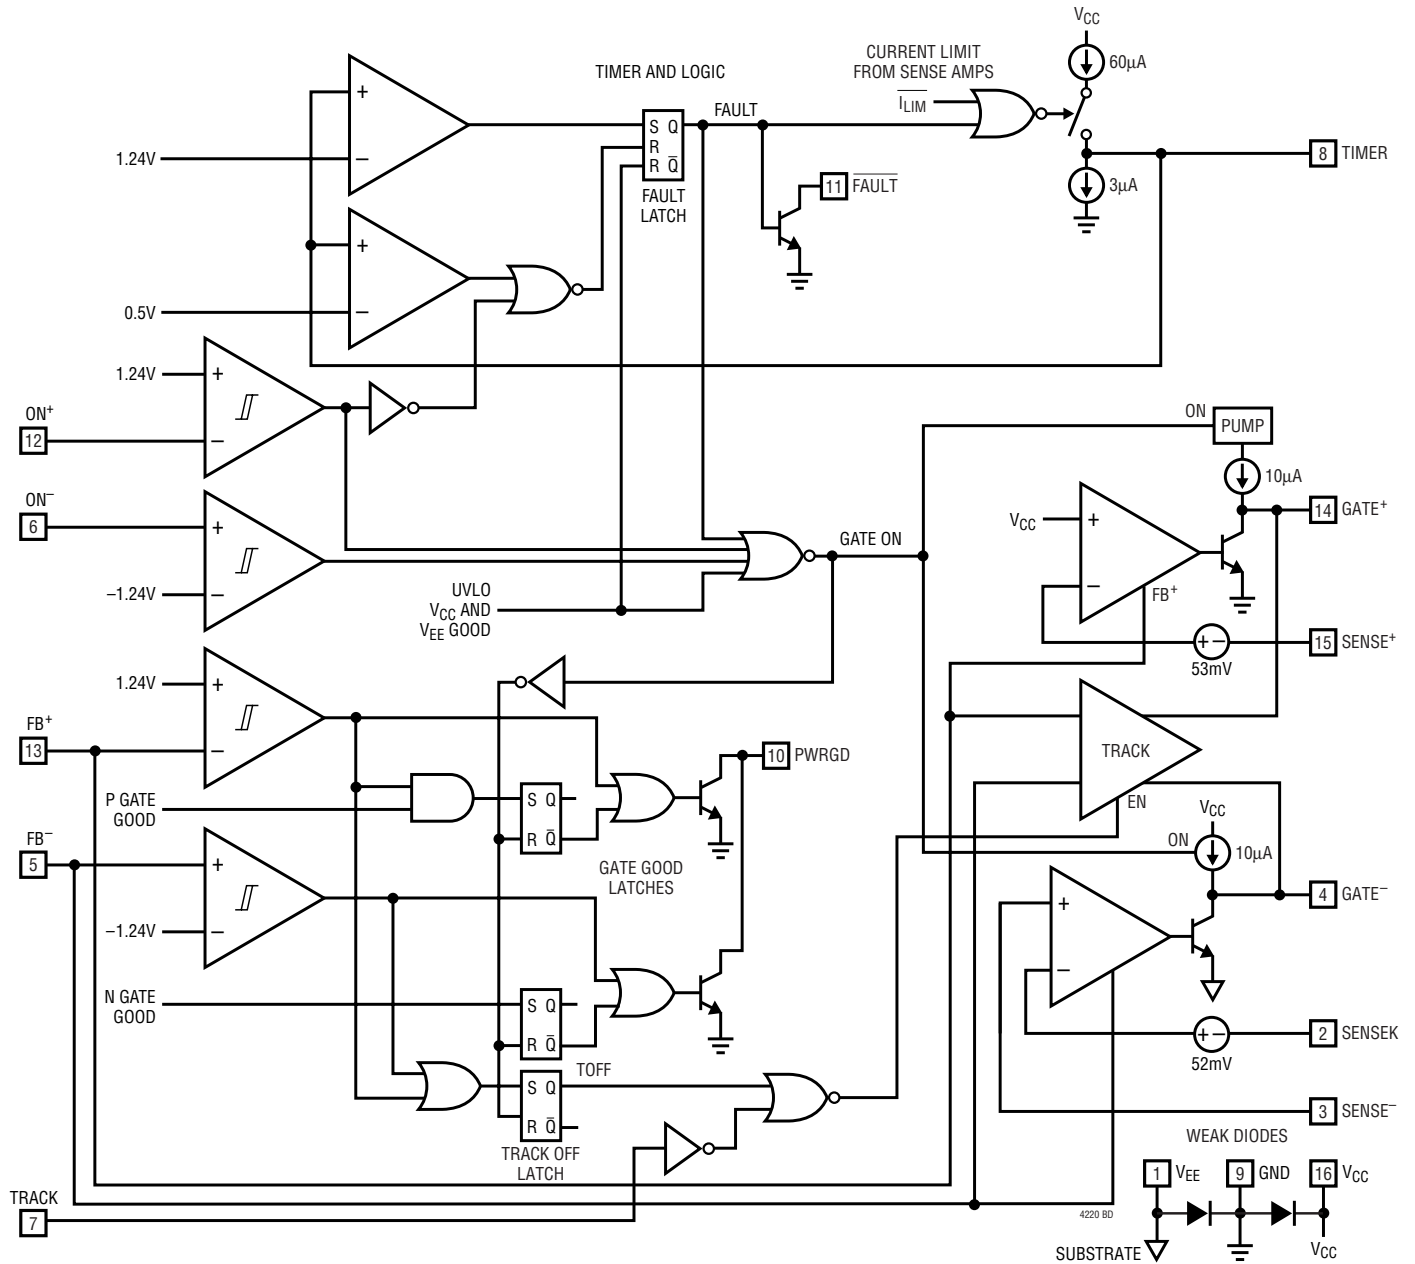 V̅CC
CURRENT LIMIT
FROM SENSE AMPS
60µA
TIMER AND LOGIC
I̅L̅I̅M̅
FAULT
+
1.24V
−
S Q
R
R Q̅
FAULT
LATCH
8 TIMER
11 F̅A̅U̅L̅T̅
3µA
+
0.5V
−
1.24V
+
ON+
12
−
ON–
6
+
−1.24V
−
GATE ON
UVLO
VCC AND
VEE GOOD
ON
PUMP
10µA
14 GATE+
VCC
+
−
FB+
+ −
53mV
15 SENSE+
1.24V
+
FB+
13
−
P GATE
GOOD
S Q
R Q̅
10 PWRGD
GATE GOOD
LATCHES
TRACK
EN
FB–
5
+
−1.24V
−
VCC
ON
10µA
4 GATE–
+
−
N GATE
GOOD
S Q
R Q̅
+ −
52mV
2 SENSEK
TOFF
S Q
R Q̅
TRACK OFF
LATCH
3 SENSE–
WEAK DIODES
1 VEE
9 GND
16 VCC
TRACK
7
4220 BD
SUBSTRATE
VCC